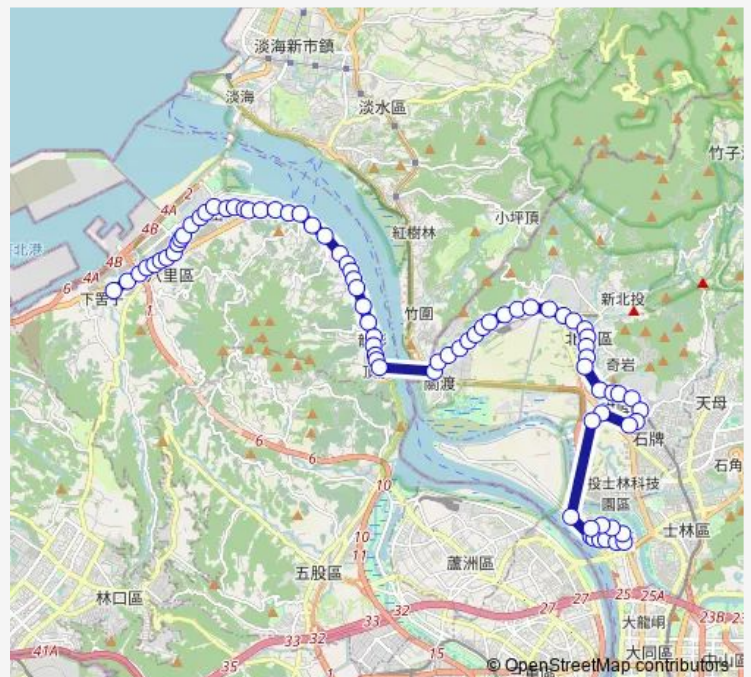 淡海新市鎮
淡海
淡水區
竹子
2
4A
4B
小坪頂
紅樹林
北港
4B
4A
6
八里區
下罟子
1
新北投
竹圍
奇岩
關渡
天母
石牌
6
6
石角
10
投士林科技
園區
士林區
10
11
五股區
蘆洲區
林口區
25
25A
27
27
32
33
23B
大龍峒
33
32
大同區
15
41A
35
1
中山區
© OpenStreetMap contributors